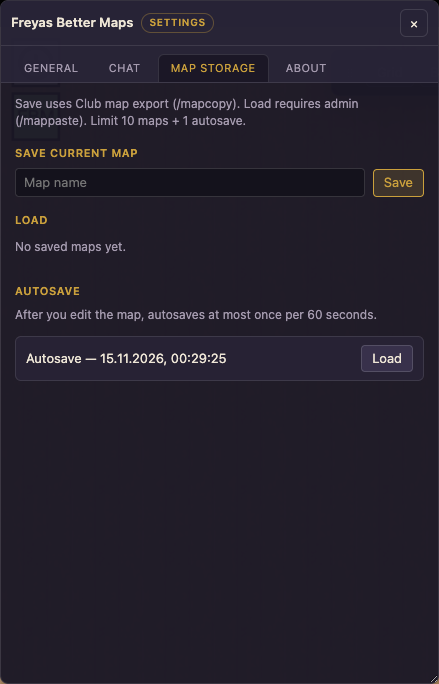 Freyas Better Maps SETTINGS ×
GENERAL CHAT MAP STORAGE ABOUT
Save uses Club map export (/mapcopy). Load requires admin
(/mappaste). Limit 10 maps + 1 autosave.
SAVE CURRENT MAP
Map name Save
LOAD
No saved maps yet.
AUTOSAVE
After you edit the map, autosaves at most once per 60 seconds.
Autosave — 15.11.2026, 00:29:25 Load